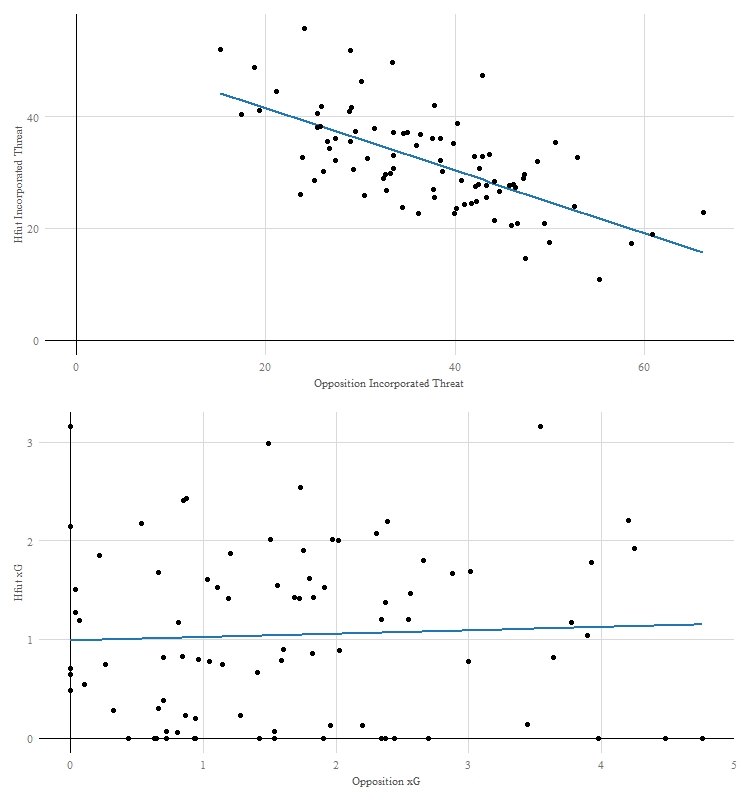 40
20
0
Hfut Incorporated Threat
0 20 40 60
Opposition Incorporated Threat
3
2
1
0
Hfut xG
0 1 2 3 4 5
Opposition xG